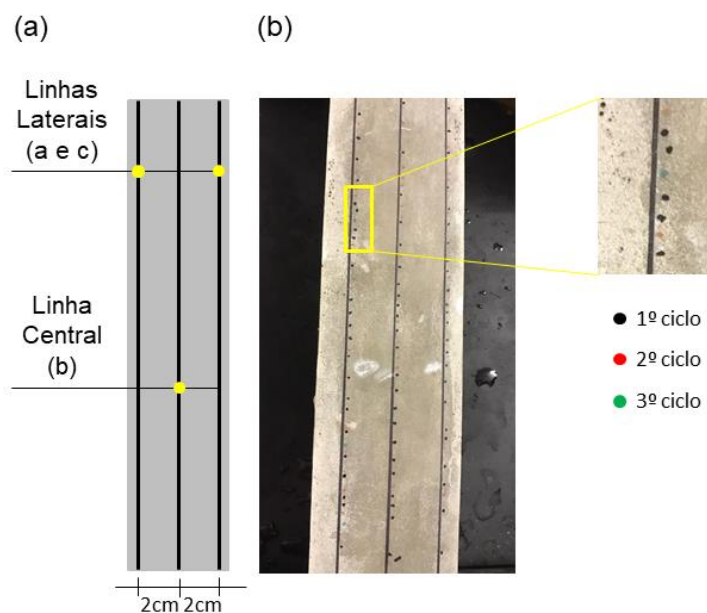 (a)
Linhas
Laterais
(a e c)
Linha
Central
(b)
2cm 2cm
(b)
1º ciclo
2º ciclo
3º ciclo